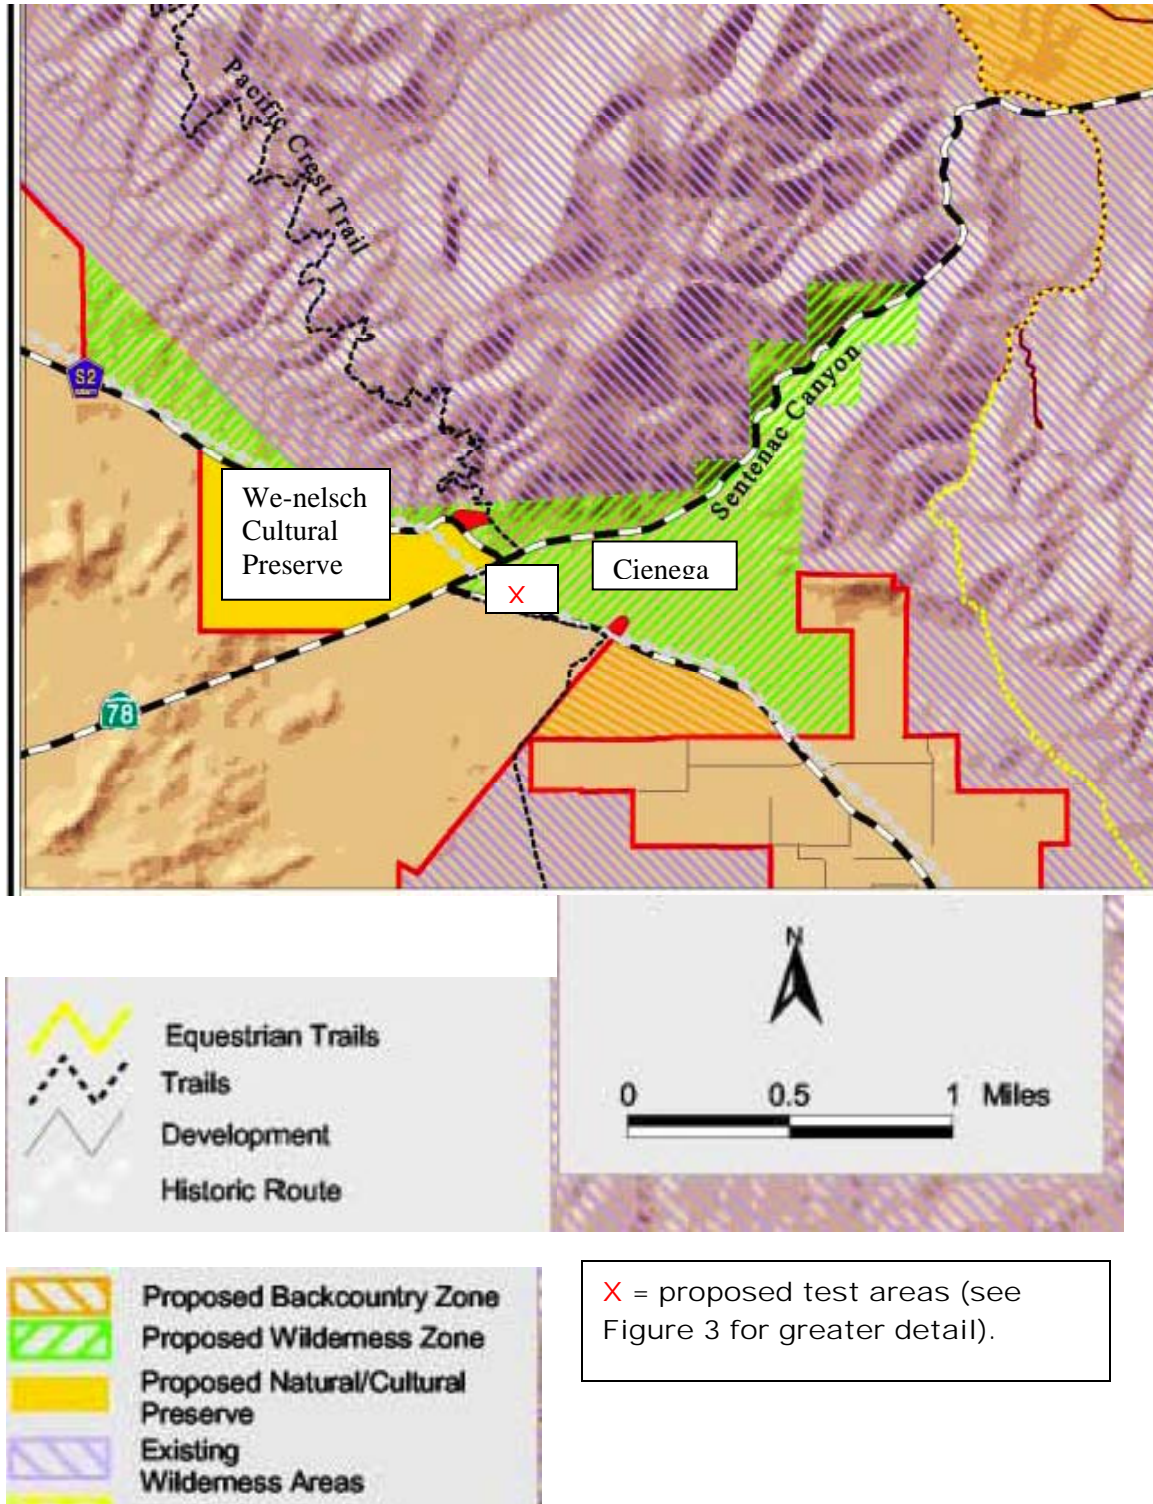 Pacific Crest Trail
S2
Sentenac Canyon
We-nelsch
Cultural
Preserve
Cienega
X
78
N
0 0.5 1 Miles
Equestrian Trails
Trails
Development
Historic Route
Proposed Backcountry Zone
Proposed Wilderness Zone
Proposed Natural/Cultural
Preserve
Existing
Wilderness Areas
X = proposed test areas (see
Figure 3 for greater detail).